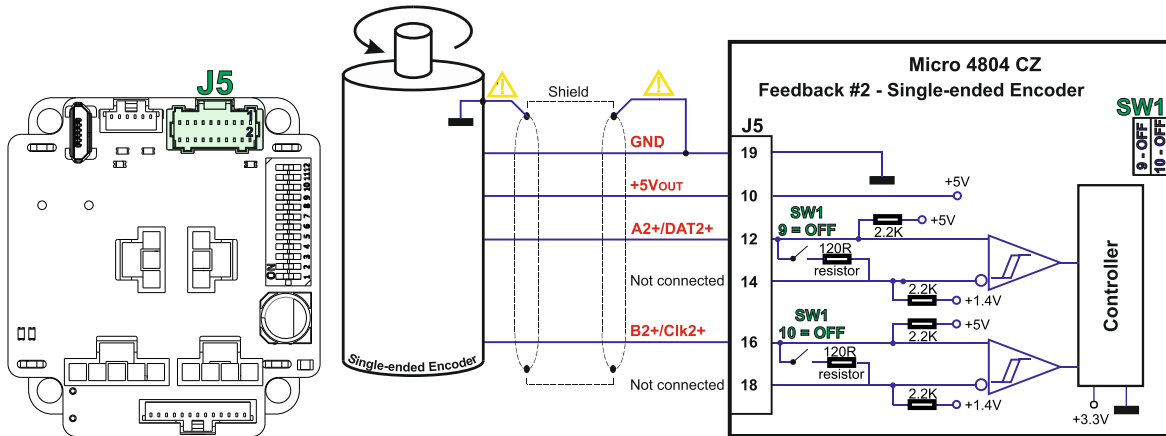 J5
1
2
ON
1 2 3 4 5 6 7 8 9 10 11 12
Single-ended Encoder
Shield
GND
+5VOUT
A2+/DAT2+
Not connected
B2+/Clk2+
Not connected
Micro 4804 CZ
Feedback #2 - Single-ended Encoder
SW1
9 - OFF
10 - OFF
J5
19
10
12
14
16
18
+5V
SW1
9 = OFF
+5V
2.2K
120R
resistor
2.2K
+1.4V
SW1
10 = OFF
+5V
2.2K
120R
resistor
2.2K
+1.4V
Controller
+3.3V